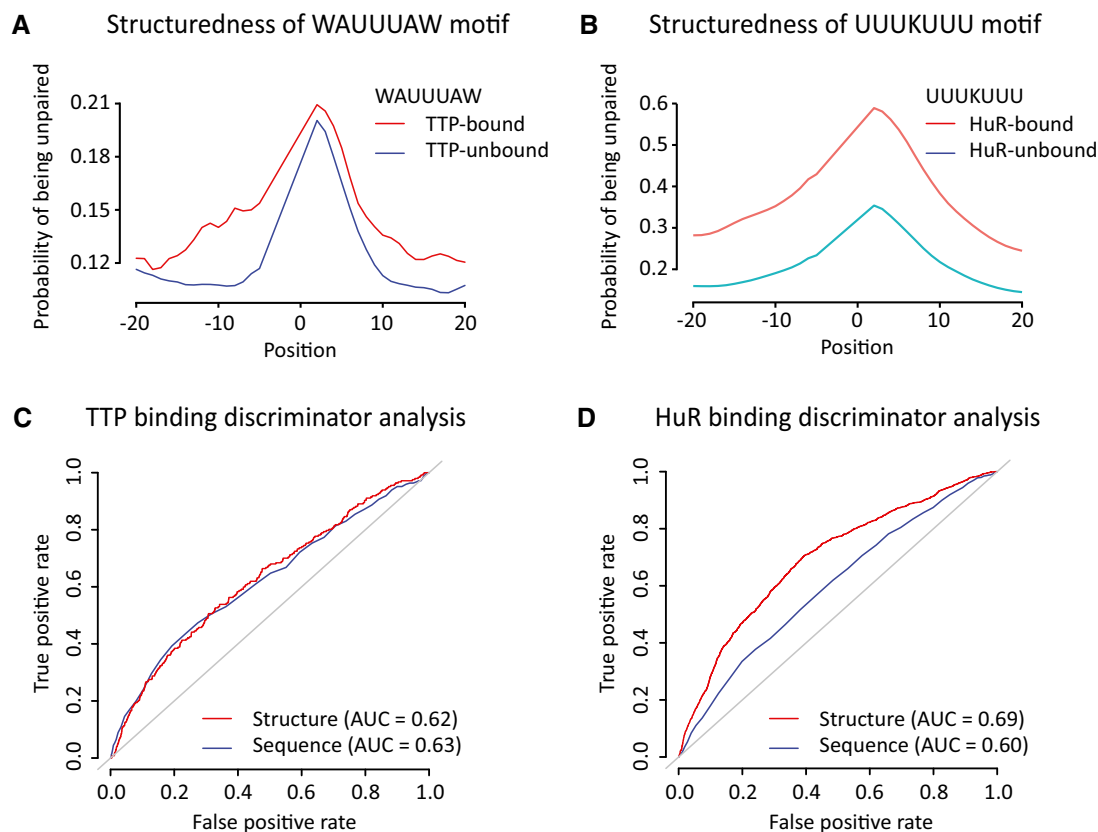 A Structuredness of WAUUUAW motif
Probability of being unpaired
0.21
0.18
0.15
0.12
WAUUUAW
TTP-bound
TTP-unbound
-20 -10 0 10 20
Position
B Structuredness of UUUKUUU motif
Probability of being unpaired
0.6
0.5
0.4
0.3
0.2
UUUKUUU
HuR-bound
HuR-unbound
-20 -10 0 10 20
Position
C TTP binding discriminator analysis
True positive rate
1.0
0.8
0.6
0.4
0.2
0.0
Structure (AUC = 0.62)
Sequence (AUC = 0.63)
0.0 0.2 0.4 0.6 0.8 1.0
False positive rate
D HuR binding discriminator analysis
True positive rate
1.0
0.8
0.6
0.4
0.2
0.0
Structure (AUC = 0.69)
Sequence (AUC = 0.60)
0.0 0.2 0.4 0.6 0.8 1.0
False positive rate